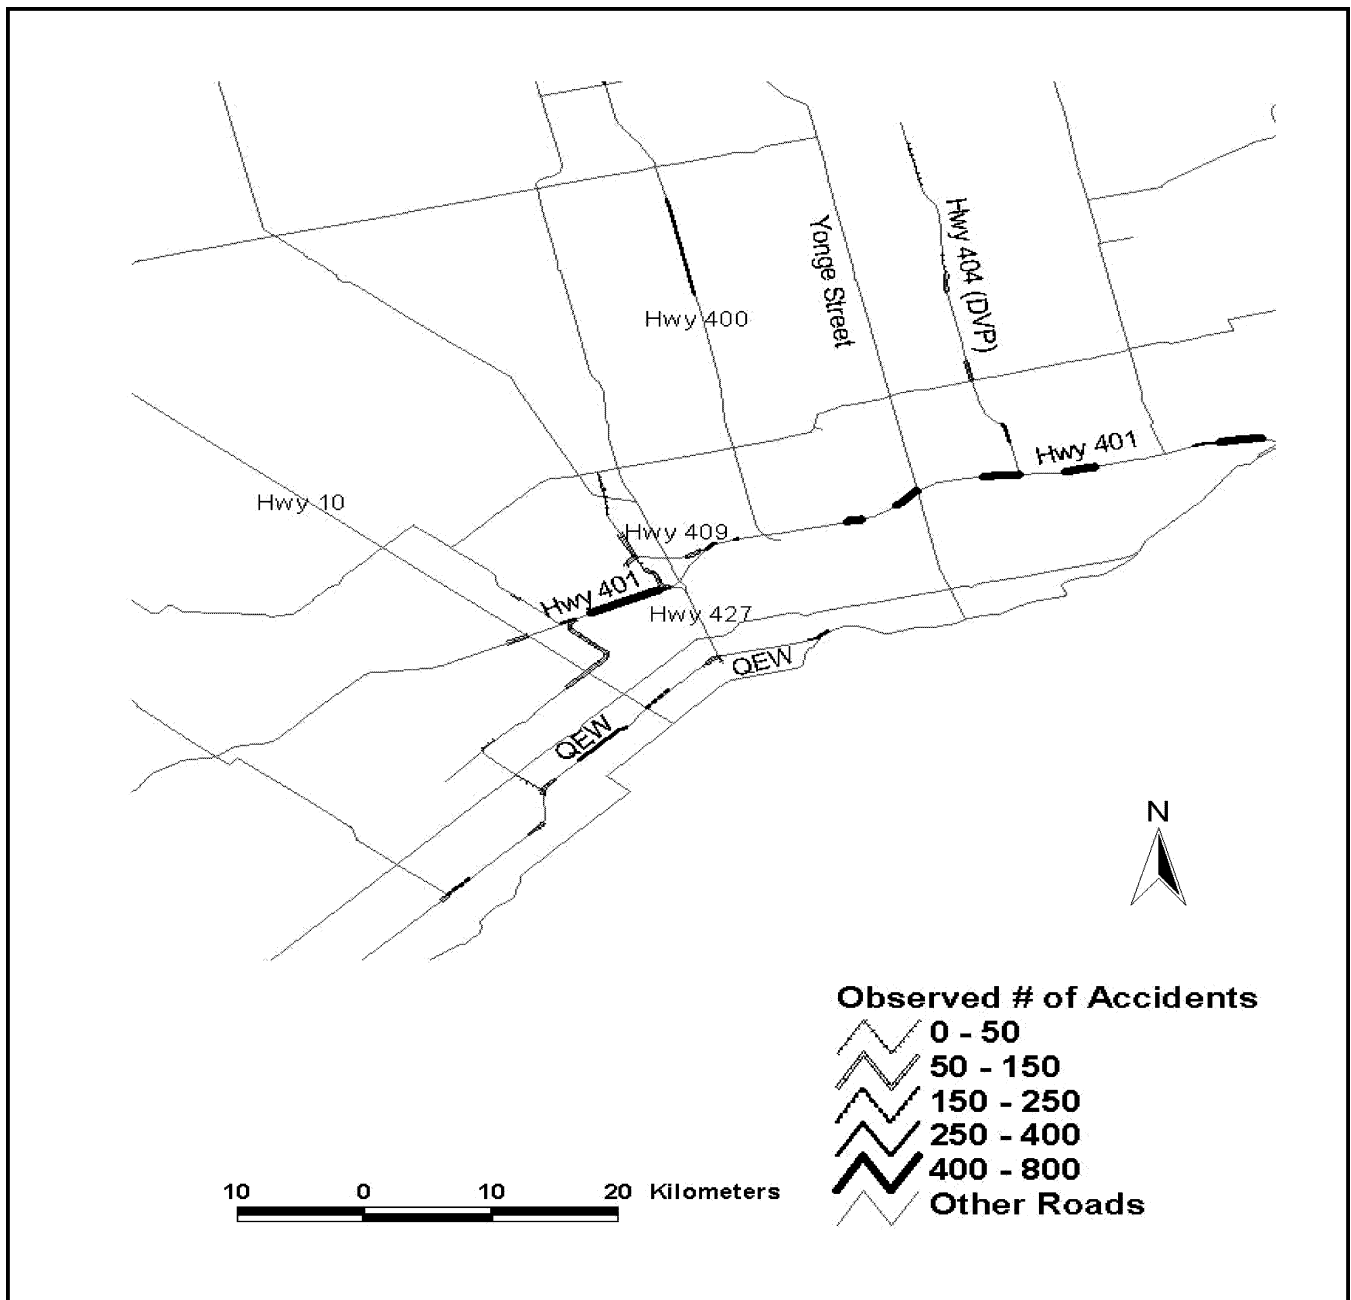 Yonge Street
Hwy 404 (DVP)
Hwy 400
Hwy 401
Hwy 10
Hwy 409
Hwy 401
Hwy 427
QEW
QEW
N
Observed # of Accidents
0 - 50
50 - 150
150 - 250
250 - 400
400 - 800
Other Roads
10 0 10 20 Kilometers